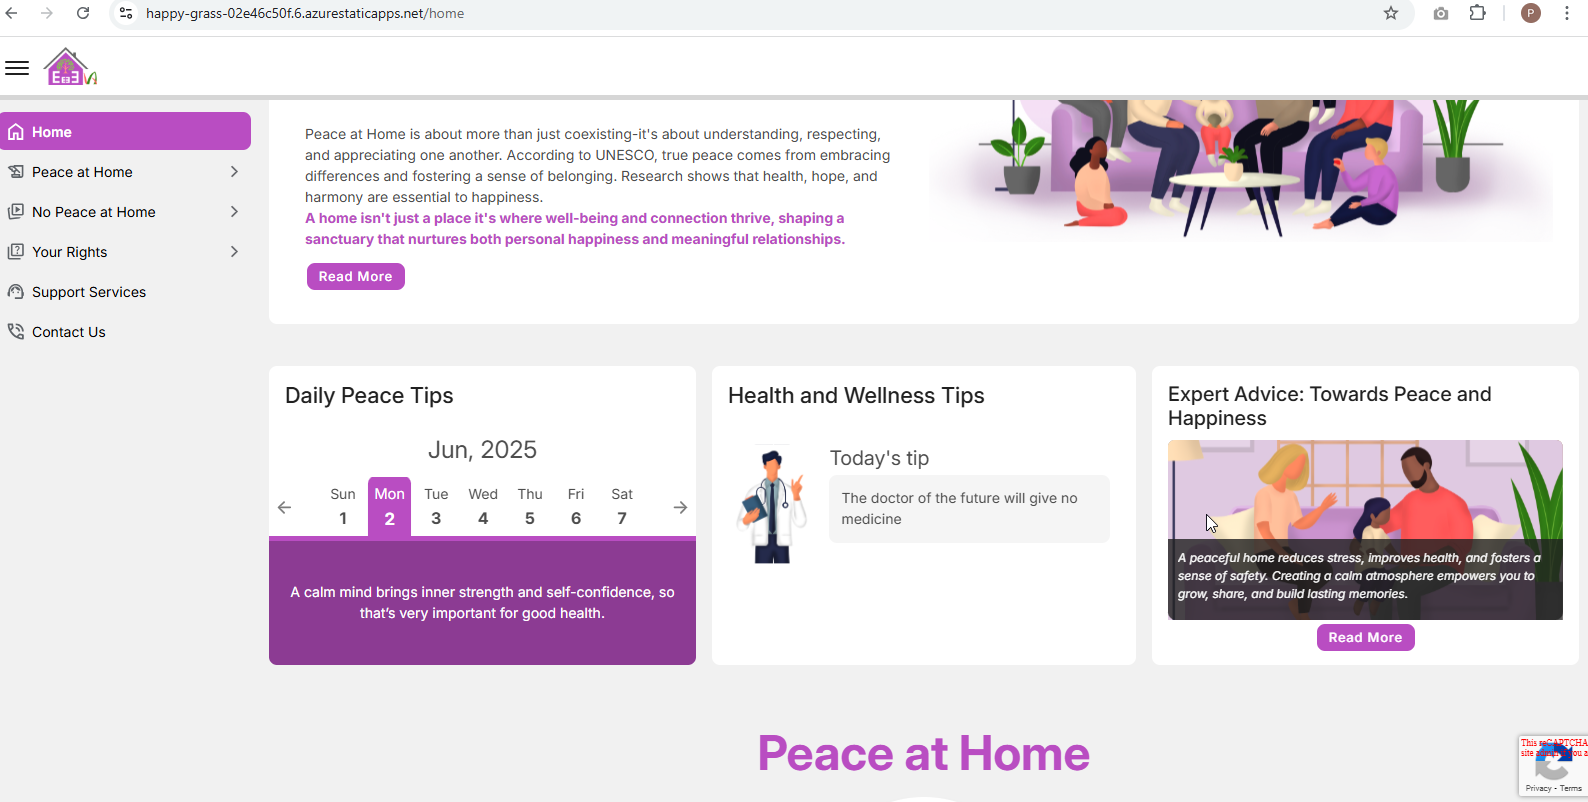 happy-grass-02e46c50f.6.azurestaticapps.net/home
P
Home
Peace at Home
No Peace at Home
Your Rights
Support Services
Contact Us
Peace at Home is about more than just coexisting-it's about understanding, respecting,
and appreciating one another. According to UNESCO, true peace comes from embracing
differences and fostering a sense of belonging. Research shows that health, hope, and
harmony are essential to happiness.
A home isn't just a place it's where well-being and connection thrive, shaping a
sanctuary that nurtures both personal happiness and meaningful relationships.
Read More
Daily Peace Tips
Jun, 2025
Sun Mon Tue Wed Thu Fri Sat
1 2 3 4 5 6 7
A calm mind brings inner strength and self-confidence, so
that’s very important for good health.
Health and Wellness Tips
Today's tip
The doctor of the future will give no
medicine
Expert Advice: Towards Peace and
Happiness
A peaceful home reduces stress, improves health, and fosters a
sense of safety. Creating a calm atmosphere empowers you to
grow, share, and build lasting memories.
Read More
Peace at Home
This reCAPTCHA
site
Privacy - Terms